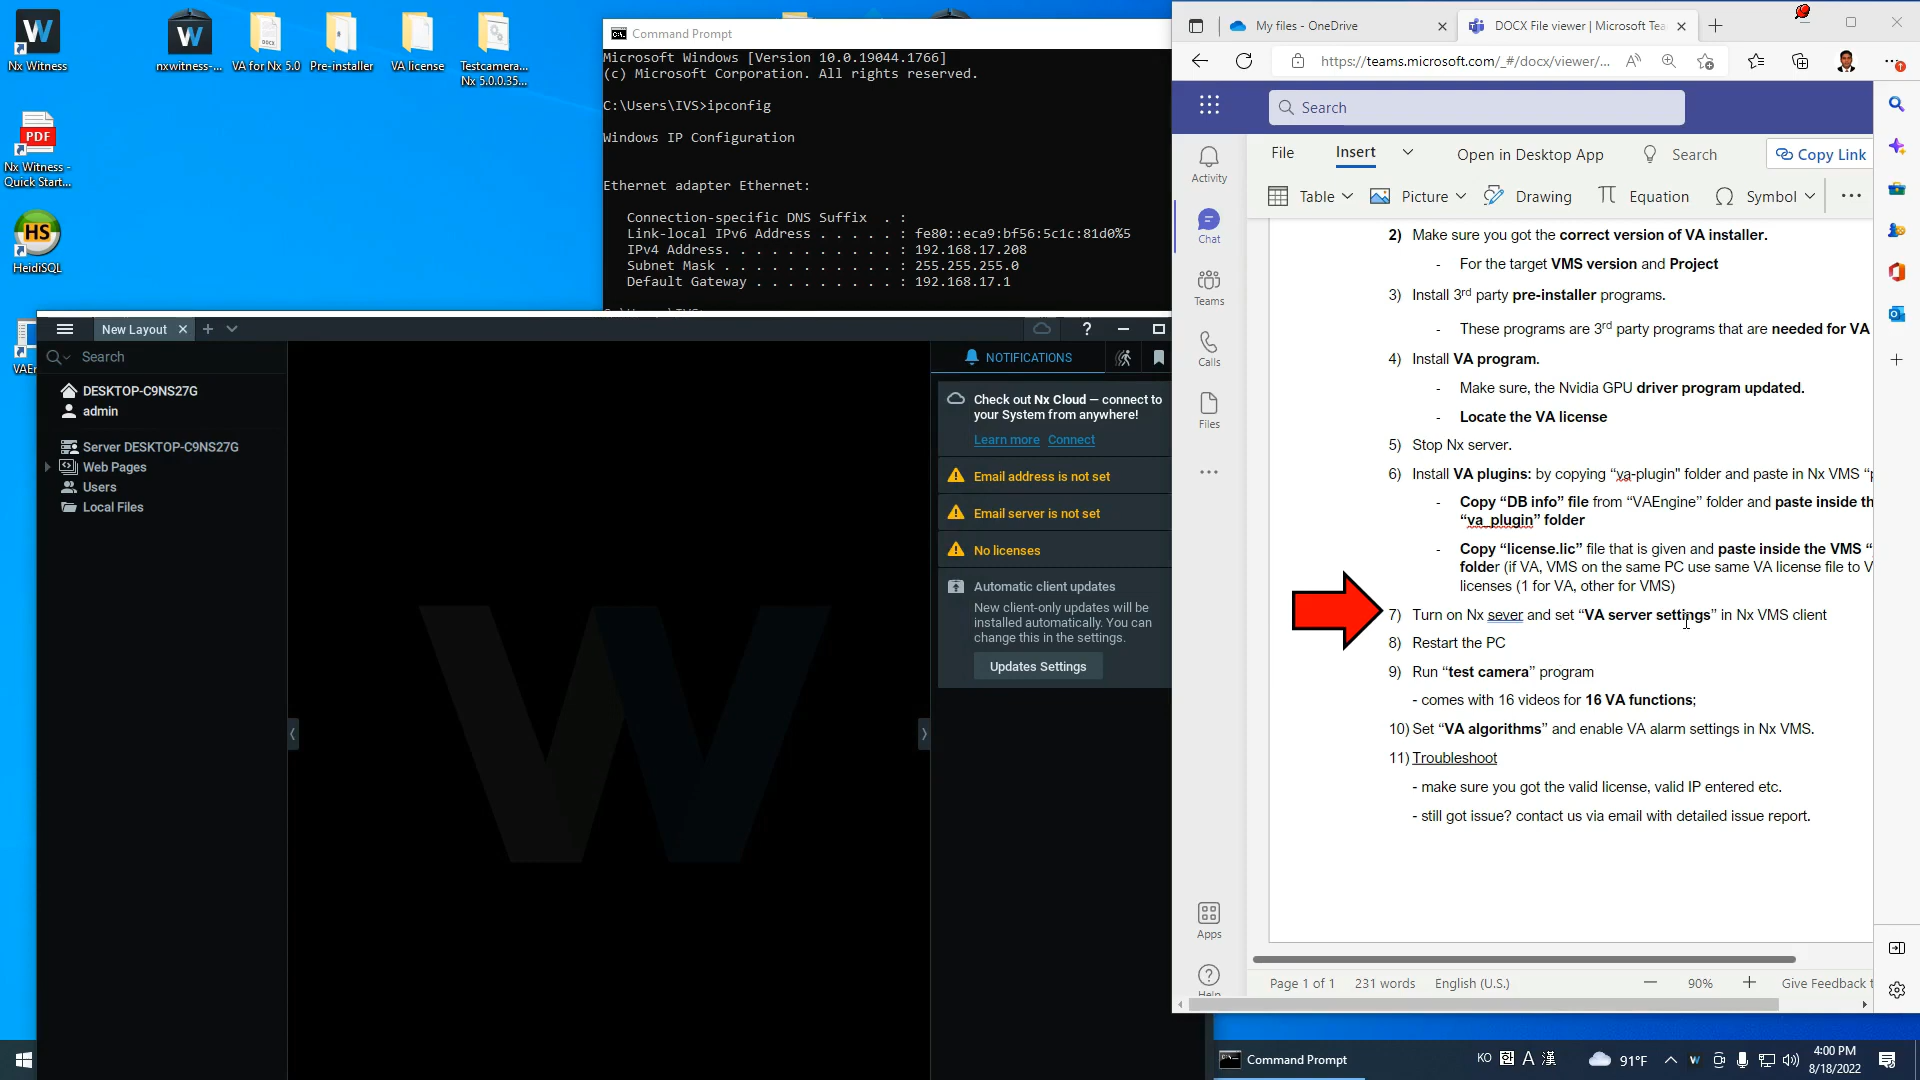 Nx Witness
nxwitness-...
VA for Nx 5.0
Pre-installer
VA license
Testcamera...
Nx 5.0.0.35...
PDF
Nx Witness -
Quick Start...
HS
HeidiSQL
Command Prompt
Microsoft Windows [Version 10.0.19044.1766]
(c) Microsoft Corporation. All rights reserved.
C:\Users\IVS>ipconfig
Windows IP Configuration
Ethernet adapter Ethernet:
Connection-specific DNS Suffix  . :
Link-local IPv6 Address . . . . . : fe80::eca9:bf56:5c1c:81d0%5
IPv4 Address. . . . . . . . . . . : 192.168.17.208
Subnet Mask . . . . . . . . . . . : 255.255.255.0
Default Gateway . . . . . . . . . : 192.168.17.1
New Layout
Search
DESKTOP-C9NS27G
admin
Server DESKTOP-C9NS27G
Web Pages
Users
Local Files
NOTIFICATIONS
Check out Nx Cloud — connect to
your System from anywhere!
Learn more Connect
Email address is not set
Email server is not set
No licenses
Automatic client updates
New client-only updates will be
installed automatically. You can
change this in the settings.
Updates Settings
My files - OneDrive
DOCX File viewer | Microsoft Tea
https://teams.microsoft.com/_#/docx/viewer/...
Search
Activity
Chat
Teams
Calls
Files
Apps
Help
File
Insert
Open in Desktop App
Search
Copy Link
Table
Picture
Drawing
Equation
Symbol
2) Make sure you got the correct version of VA installer.
- For the target VMS version and Project
3) Install 3rd party pre-installer programs.
- These programs are 3rd party programs that are needed for VA
4) Install VA program.
- Make sure, the Nvidia GPU driver program updated.
- Locate the VA license
5) Stop Nx server.
6) Install VA plugins: by copying “va-plugin” folder and paste in Nx VMS “p
- Copy “DB info” file from “VAEngine” folder and paste inside th
“va_plugin” folder
- Copy “license.lic” file that is given and paste inside the VMS “
folder (if VA, VMS on the same PC use same VA license file to V
licenses (1 for VA, other for VMS)
7) Turn on Nx sever and set “VA server settings” in Nx VMS client
8) Restart the PC
9) Run “test camera” program
- comes with 16 videos for 16 VA functions;
10) Set “VA algorithms” and enable VA alarm settings in Nx VMS.
11) Troubleshoot
- make sure you got the valid license, valid IP entered etc.
- still got issue? contact us via email with detailed issue report.
Page 1 of 1
231 words
English (U.S.)
90%
Give Feedback t
Command Prompt
KO
A 漢
91°F
4:00 PM
8/18/2022